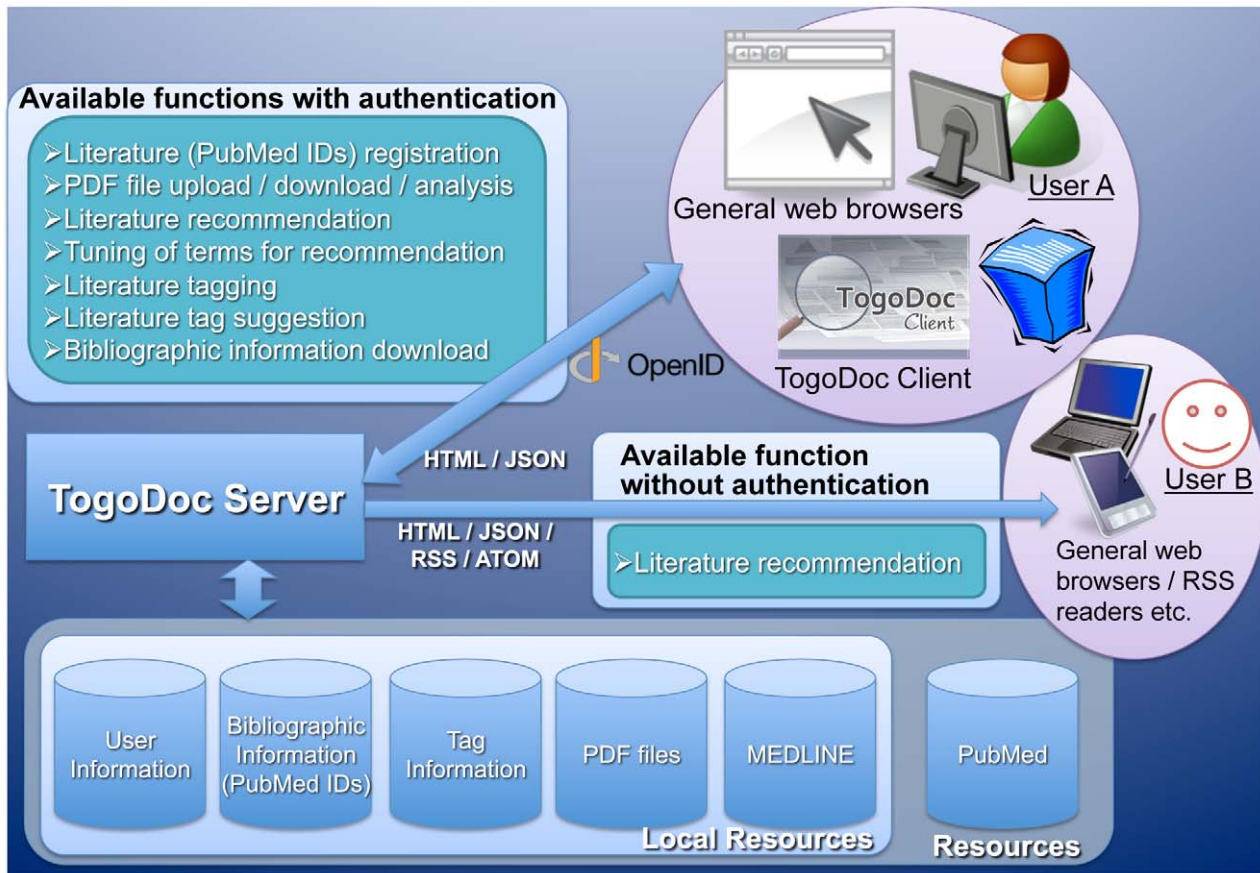 Available functions with authentication
➢Literature (PubMed IDs) registration
➢PDF file upload / download / analysis
➢Literature recommendation
➢Tuning of terms for recommendation
➢Literature tagging
➢Literature tag suggestion
➢Bibliographic information download
General web browsers
User A
TogoDoc
Client
TogoDoc Client
OpenID
TogoDoc Server
HTML / JSON
HTML / JSON /
RSS / ATOM
Available function
without authentication
➢Literature recommendation
User B
General web
browsers / RSS
readers etc.
User
Information
Bibliographic
Information
(PubMed IDs)
Tag
Information
PDF files
MEDLINE
PubMed
Local Resources
Resources